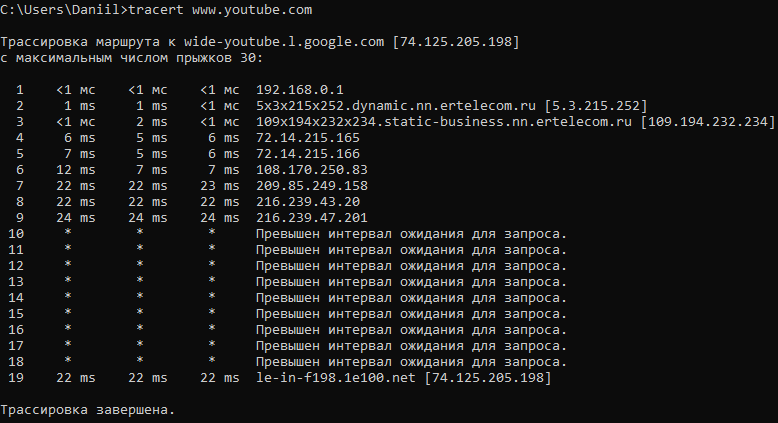 C:\Users\Daniil>tracert www.youtube.com
Трассировка маршрута к wide-youtube.l.google.com [74.125.205.198]
с максимальным числом прыжков 30:
1 <1 мс <1 мс <1 мс 192.168.0.1
2 1 ms 1 ms <1 мс 5x3x215x252.dynamic.nn.ertelecom.ru [5.3.215.252]
3 <1 мс 2 ms <1 мс 109x194x232x234.static-business.nn.ertelecom.ru [109.194.232.234]
4 6 ms 5 ms 6 ms 72.14.215.165
5 7 ms 5 ms 6 ms 72.14.215.166
6 12 ms 7 ms 7 ms 108.170.250.83
7 22 ms 22 ms 23 ms 209.85.249.158
8 22 ms 22 ms 22 ms 216.239.43.20
9 24 ms 24 ms 24 ms 216.239.47.201
10 * * * Превышен интервал ожидания для запроса.
11 * * * Превышен интервал ожидания для запроса.
12 * * * Превышен интервал ожидания для запроса.
13 * * * Превышен интервал ожидания для запроса.
14 * * * Превышен интервал ожидания для запроса.
15 * * * Превышен интервал ожидания для запроса.
16 * * * Превышен интервал ожидания для запроса.
17 * * * Превышен интервал ожидания для запроса.
18 * * * Превышен интервал ожидания для запроса.
19 22 ms 22 ms 22 ms le-in-f198.1e100.net [74.125.205.198]
Трассировка завершена.